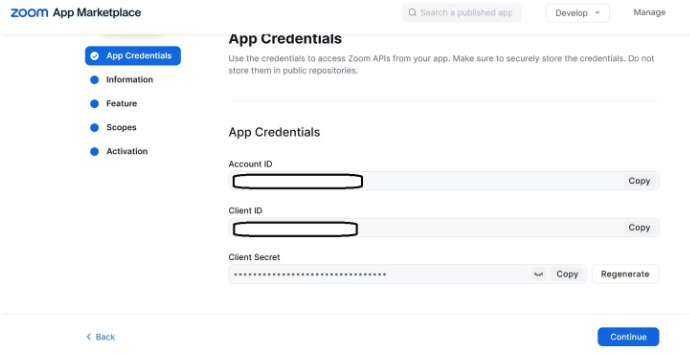 zoom App Marketplace
Search a published app
Develop
Manage
App Credentials
Information
Feature
Scopes
Activation
App Credentials
Use the credentials to access Zoom APIs from your app. Make sure to securely store the credentials. Do not
store them in public repositories.
App Credentials
Account ID
Copy
Client ID
Copy
Client Secret
•••••••••••••••••••••••••••••••• Copy Regenerate
Back
Continue